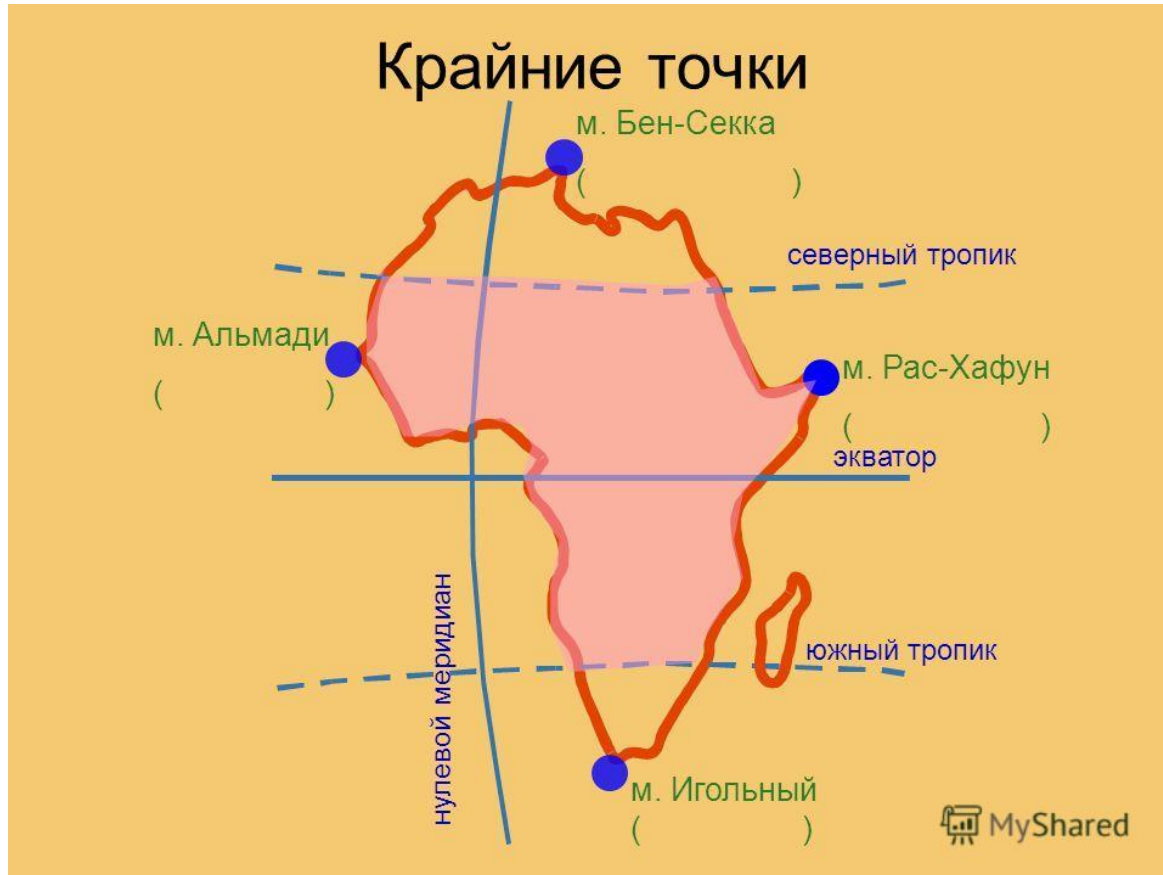 Крайние точки
м. Бен-Секка
( )
северный тропик
м. Альмади
( )
м. Рас-Хафун
( )
экватор
нулевой меридиан
южный тропик
м. Игольный
( )
MyShared